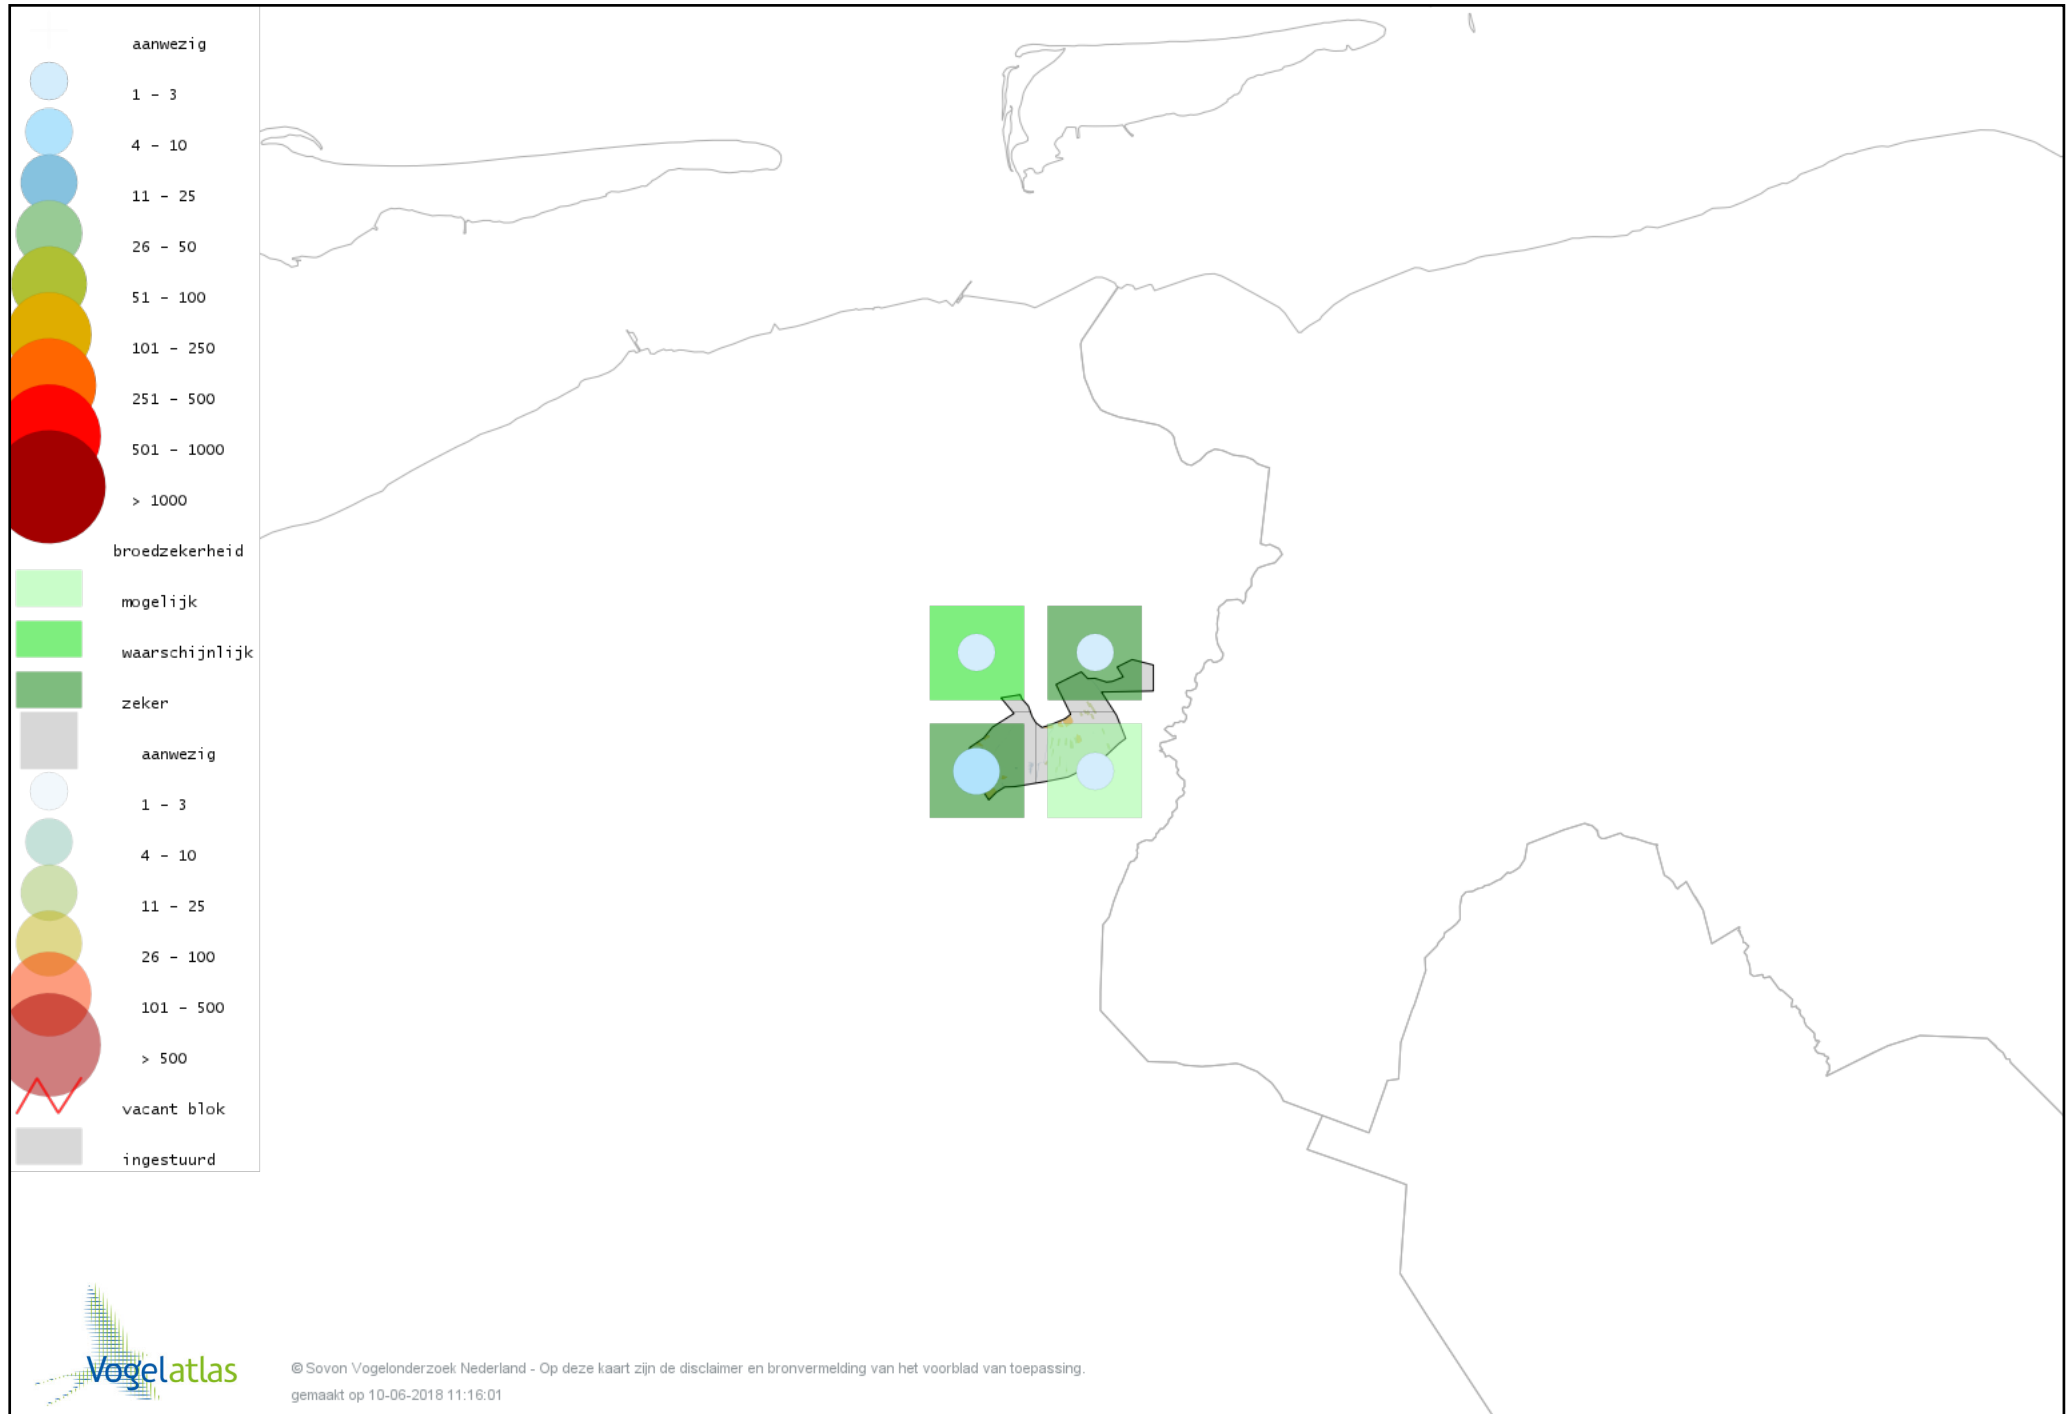 aanwezig
1 - 3
4 - 10
11 - 25
26 - 50
51 - 100
101 - 250
251 - 500
501 - 1000
> 1000
broedzekerheid
mogelijk
waarschijnlijk
zeker
aanwezig
1 - 3
4 - 10
11 - 25
26 - 100
101 - 500
> 500
vacant blok
ingestuurd
Vogelatlas
© Sovon Vogelonderzoek Nederland - Op deze kaart zijn de disclaimer en bronvermelding van het voorblad van toepassing.
gemaakt op 10-06-2018 11:16:01